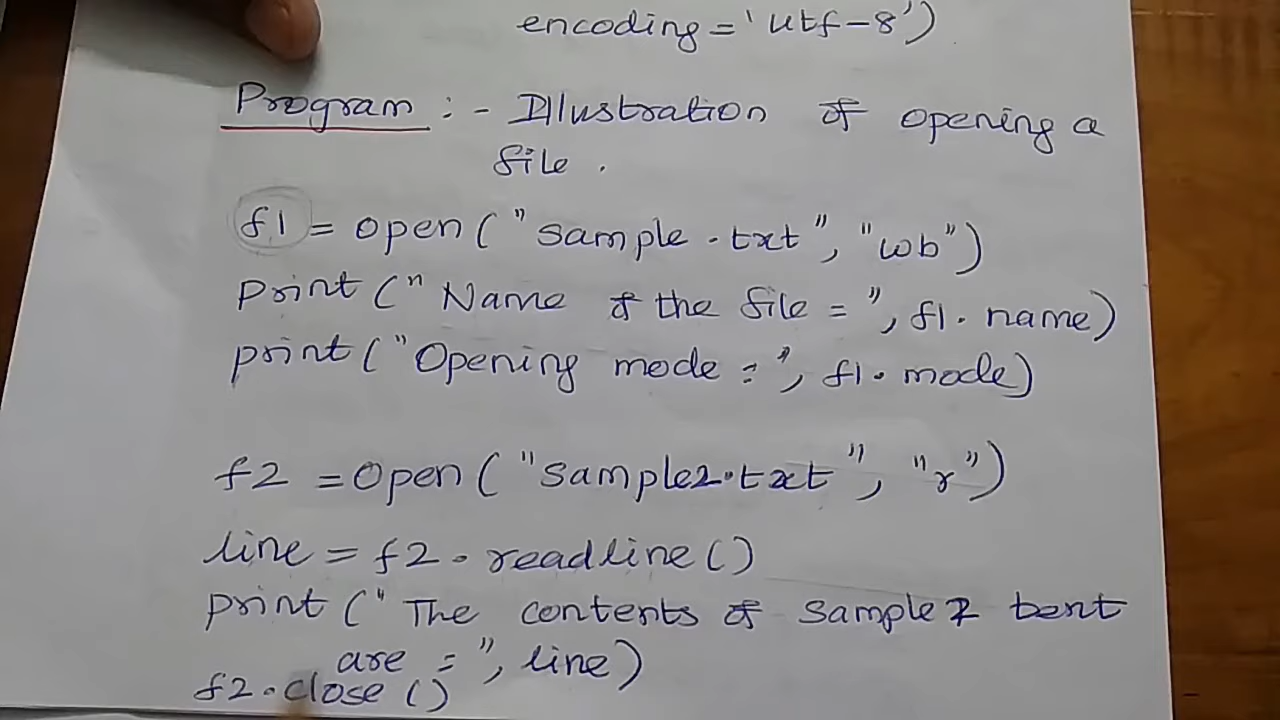 encoding = 'utf-8')
Program :- Illustration of opening a
file.
f1 = open("sample.txt", "wb")
Print("Name of the file = ", f1.name)
print("Opening mode : ", f1.mode)
f2 = open("sample2.txt", "r")
line = f2.readline()
print("The contents of sample2 text
are = ", line)
f2.close()